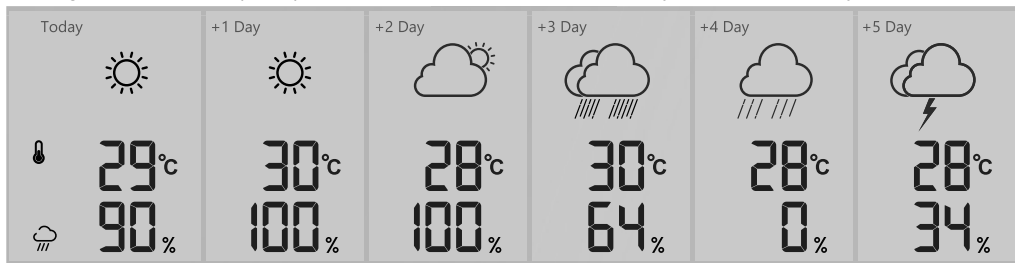 Today +1 Day +2 Day +3 Day +4 Day +5 Day
29°C 30°C 28°C 30°C 28°C 28°C
90% 100% 100% 64% 0% 34%